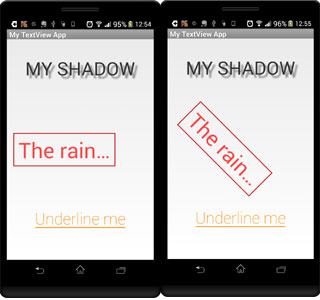 95% 12:54
My TextView App
MY SHADOW
The rain...
Underline me
96% 12:55
My TextView App
MY SHADOW
The rain...
Underline me